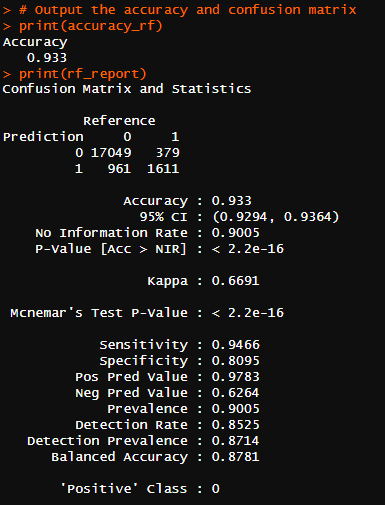 > # Output the accuracy and confusion matrix
> print(accuracy_rf)
Accuracy
   0.933
> print(rf_report)
Confusion Matrix and Statistics

          Reference
Prediction     0     1
         0 17049   379
         1   961  1611

               Accuracy : 0.933
                 95% CI : (0.9294, 0.9364)
    No Information Rate : 0.9005
    P-Value [Acc > NIR] : < 2.2e-16

                  Kappa : 0.6691

 Mcnemar's Test P-Value : < 2.2e-16

            Sensitivity : 0.9466
            Specificity : 0.8095
         Pos Pred Value : 0.9783
         Neg Pred Value : 0.6264
             Prevalence : 0.9005
         Detection Rate : 0.8525
   Detection Prevalence : 0.8714
      Balanced Accuracy : 0.8781

       'Positive' Class : 0